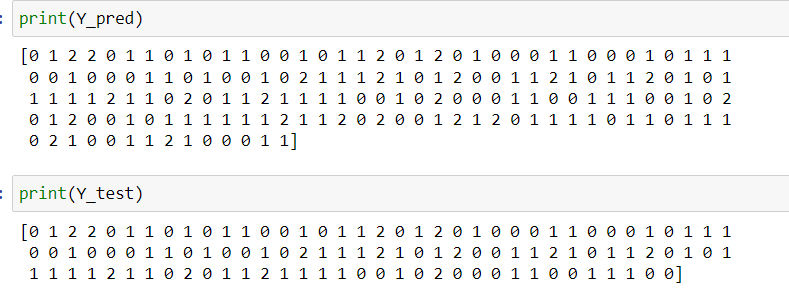 : print(Y_pred)
[0 1 2 2 0 1 1 0 1 0 1 1 0 0 1 0 1 1 2 0 1 2 0 1 0 0 0 1 1 0 0 0 1 0 1 1 1
0 0 1 0 0 0 1 1 0 1 0 0 1 0 2 1 1 1 2 1 0 1 2 0 0 1 1 2 1 0 1 1 2 0 1 0 1
1 1 1 1 2 1 1 0 2 0 1 1 2 1 1 1 1 0 0 1 0 2 0 0 0 1 1 0 0 1 1 1 0 0 1 0 2
0 1 2 0 0 1 0 1 1 1 1 1 1 2 1 1 2 0 2 0 0 1 2 1 2 0 1 1 1 1 0 1 1 0 1 1 1
0 2 1 0 0 1 1 2 1 0 0 0 1 1]
: print(Y_test)
[0 1 2 2 0 1 1 0 1 0 1 1 0 0 1 0 1 1 2 0 1 2 0 1 0 0 0 1 1 0 0 0 1 0 1 1 1
0 0 1 0 0 0 1 1 0 1 0 0 1 0 2 1 1 1 2 1 0 1 2 0 0 1 1 2 1 0 1 1 2 0 1 0 1
1 1 1 1 2 1 1 0 2 0 1 1 2 1 1 1 1 0 0 1 0 2 0 0 0 1 1 0 0 1 1 1 0 0]